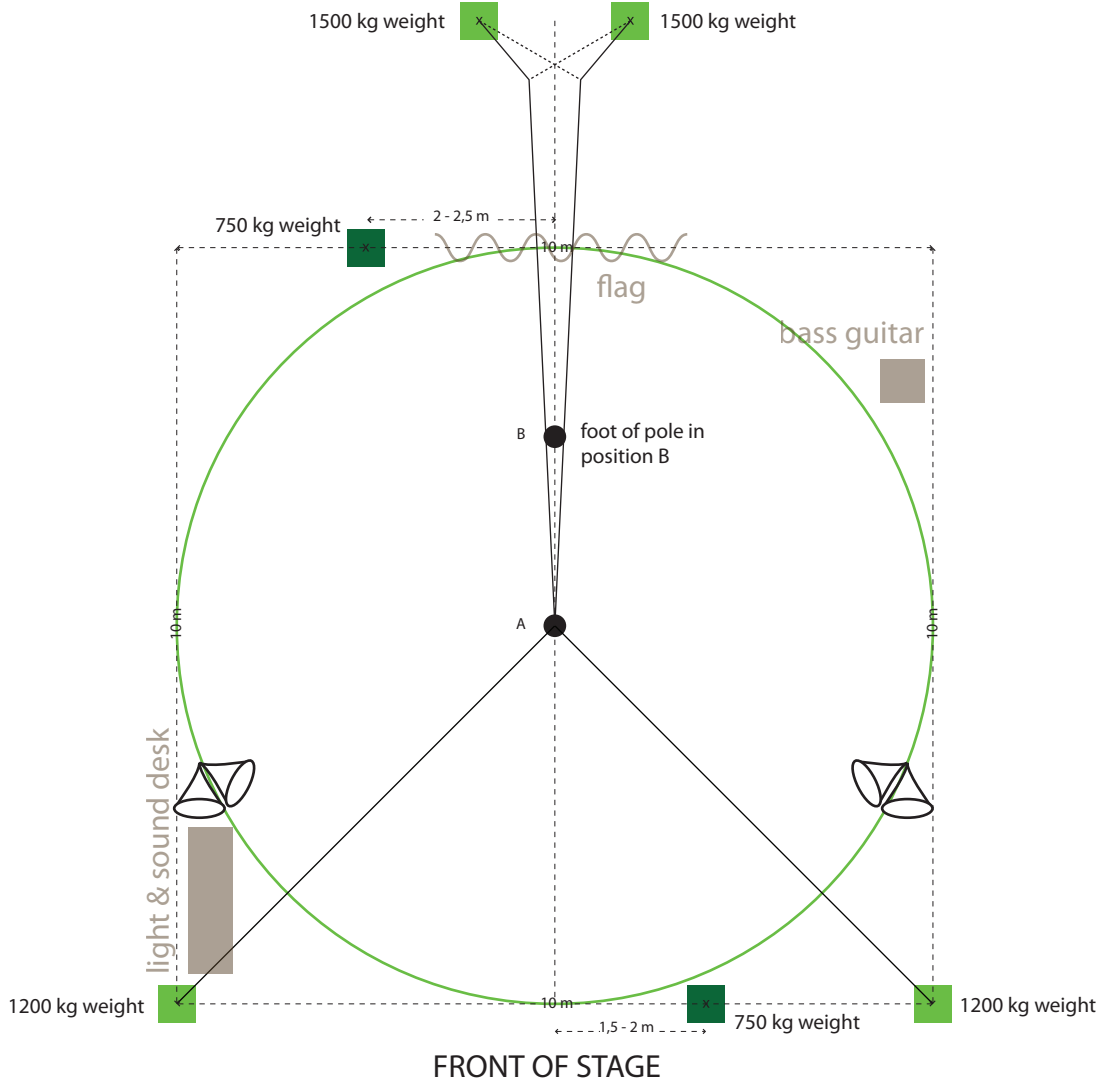 1500 kg weight
x
x
1500 kg weight
2 - 2,5 m
750 kg weight
x
10 m
flag
bass guitar
B
foot of pole in
position B
A
10 m
10 m
light & sound desk
1200 kg weight
10 m
x
1200 kg weight
750 kg weight
1,5 - 2 m
FRONT OF STAGE